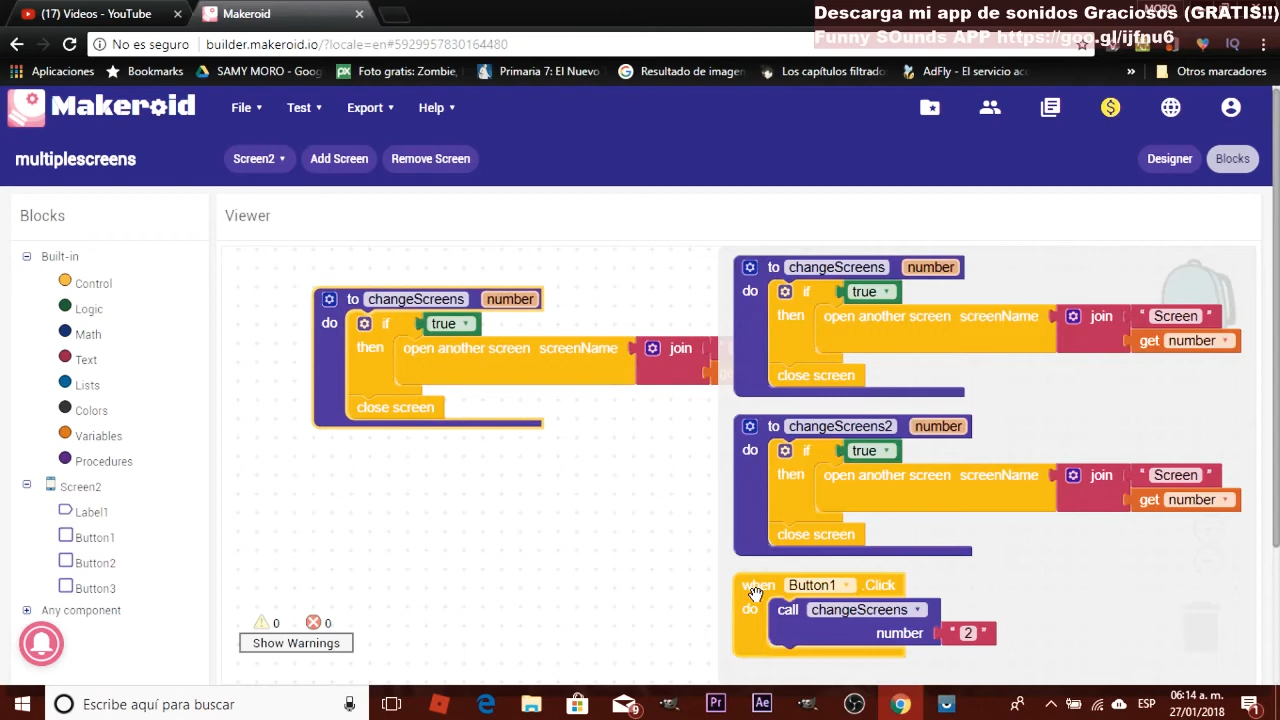 (17) Videos - YouTube
Makeroid
MORO
Descarga mi app de sonidos Graciosos (GRATIS!!)
Funny SOunds APP https://goo.gl/ijfnu6
No es seguro
builder.makeroid.io/?locale=en#5929957830164480
Aplicaciones
Bookmarks
SAMY MORO - Goog
Foto gratis: Zombie,
Primaria 7: El Nuevo
Resultado de imagen
Los capítulos filtrados
AdFly - El servicio acc
»
Otros marcadores
Makeroid
File
Test
Export
Help
multiplescreens
Screen2
Add Screen
Remove Screen
Designer
Blocks
Blocks
Viewer
Built-in
Control
Logic
Math
Text
Lists
Colors
Variables
Procedures
Screen2
Label1
Button1
Button2
Button3
Any component
to changeScreens number
do if true
then open another screen screenName join
close screen
0 0
Show Warnings
to changeScreens number
do if true
then open another screen screenName join " Screen "
get number
close screen
to changeScreens2 number
do if true
then open another screen screenName join " Screen "
get number
close screen
when Button1 .Click
do call changeScreens
number " 2 "
Escribe aquí para buscar
9
Pr
Ae
ESP
06:14 a. m.
27/01/2018
1